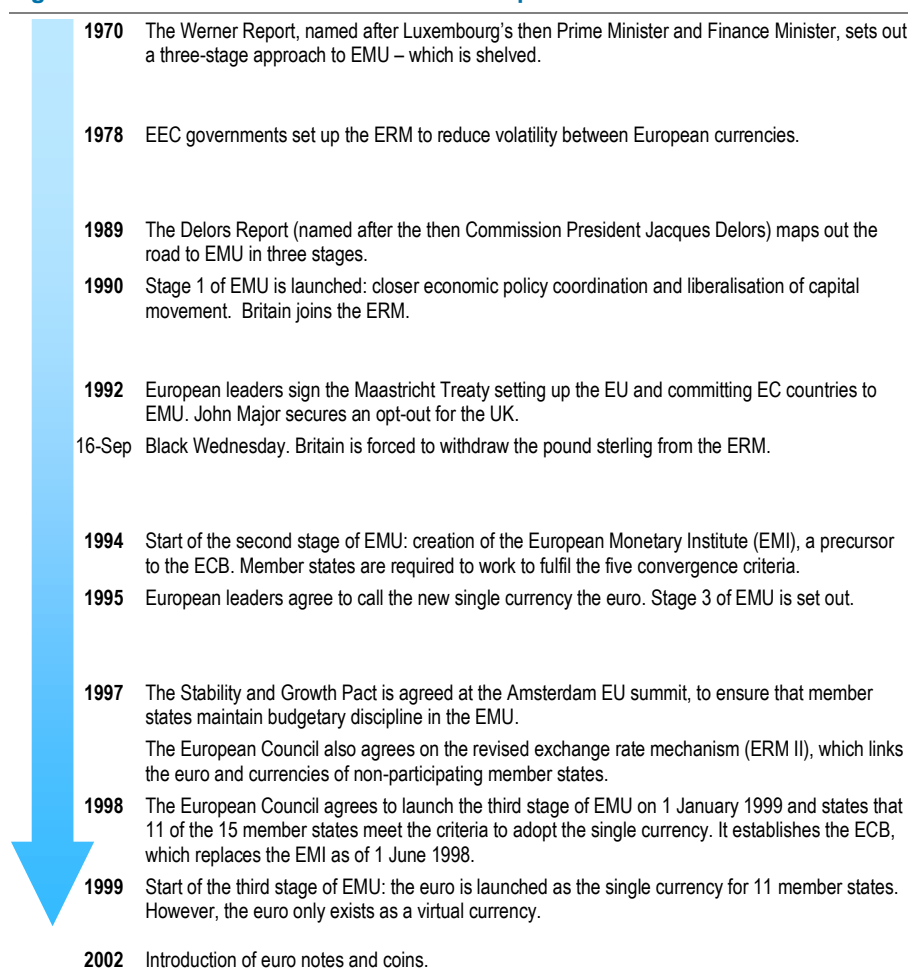 1970 The Werner Report, named after Luxembourg's then Prime Minister and Finance Minister, sets out
a three-stage approach to EMU – which is shelved.
1978 EEC governments set up the ERM to reduce volatility between European currencies.
1989 The Delors Report (named after the then Commission President Jacques Delors) maps out the
road to EMU in three stages.
1990 Stage 1 of EMU is launched: closer economic policy coordination and liberalisation of capital
movement. Britain joins the ERM.
1992 European leaders sign the Maastricht Treaty setting up the EU and committing EC countries to
EMU. John Major secures an opt-out for the UK.
16-Sep Black Wednesday. Britain is forced to withdraw the pound sterling from the ERM.
1994 Start of the second stage of EMU: creation of the European Monetary Institute (EMI), a precursor
to the ECB. Member states are required to work to fulfil the five convergence criteria.
1995 European leaders agree to call the new single currency the euro. Stage 3 of EMU is set out.
1997 The Stability and Growth Pact is agreed at the Amsterdam EU summit, to ensure that member
states maintain budgetary discipline in the EMU.
The European Council also agrees on the revised exchange rate mechanism (ERM II), which links
the euro and currencies of non-participating member states.
1998 The European Council agrees to launch the third stage of EMU on 1 January 1999 and states that
11 of the 15 member states meet the criteria to adopt the single currency. It establishes the ECB,
which replaces the EMI as of 1 June 1998.
1999 Start of the third stage of EMU: the euro is launched as the single currency for 11 member states.
However, the euro only exists as a virtual currency.
2002 Introduction of euro notes and coins.